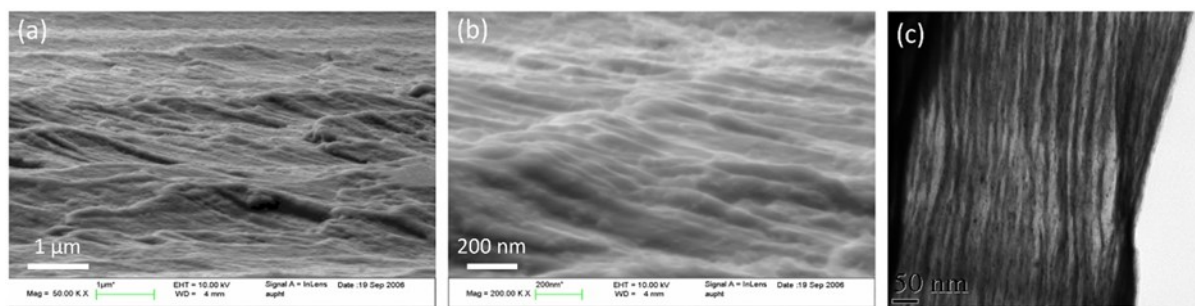 (a)
1 µm
1µm*
Mag = 50.00 K X
EHT = 10.00 kV
WD = 4 mm
Signal A = InLens
aupht
Date :19 Sep 2006
(b)
200 nm
200nm*
Mag = 200.00 K X
EHT = 10.00 kV
WD = 4 mm
Signal A = InLens
aupht
Date :19 Sep 2006
(c)
50 nm